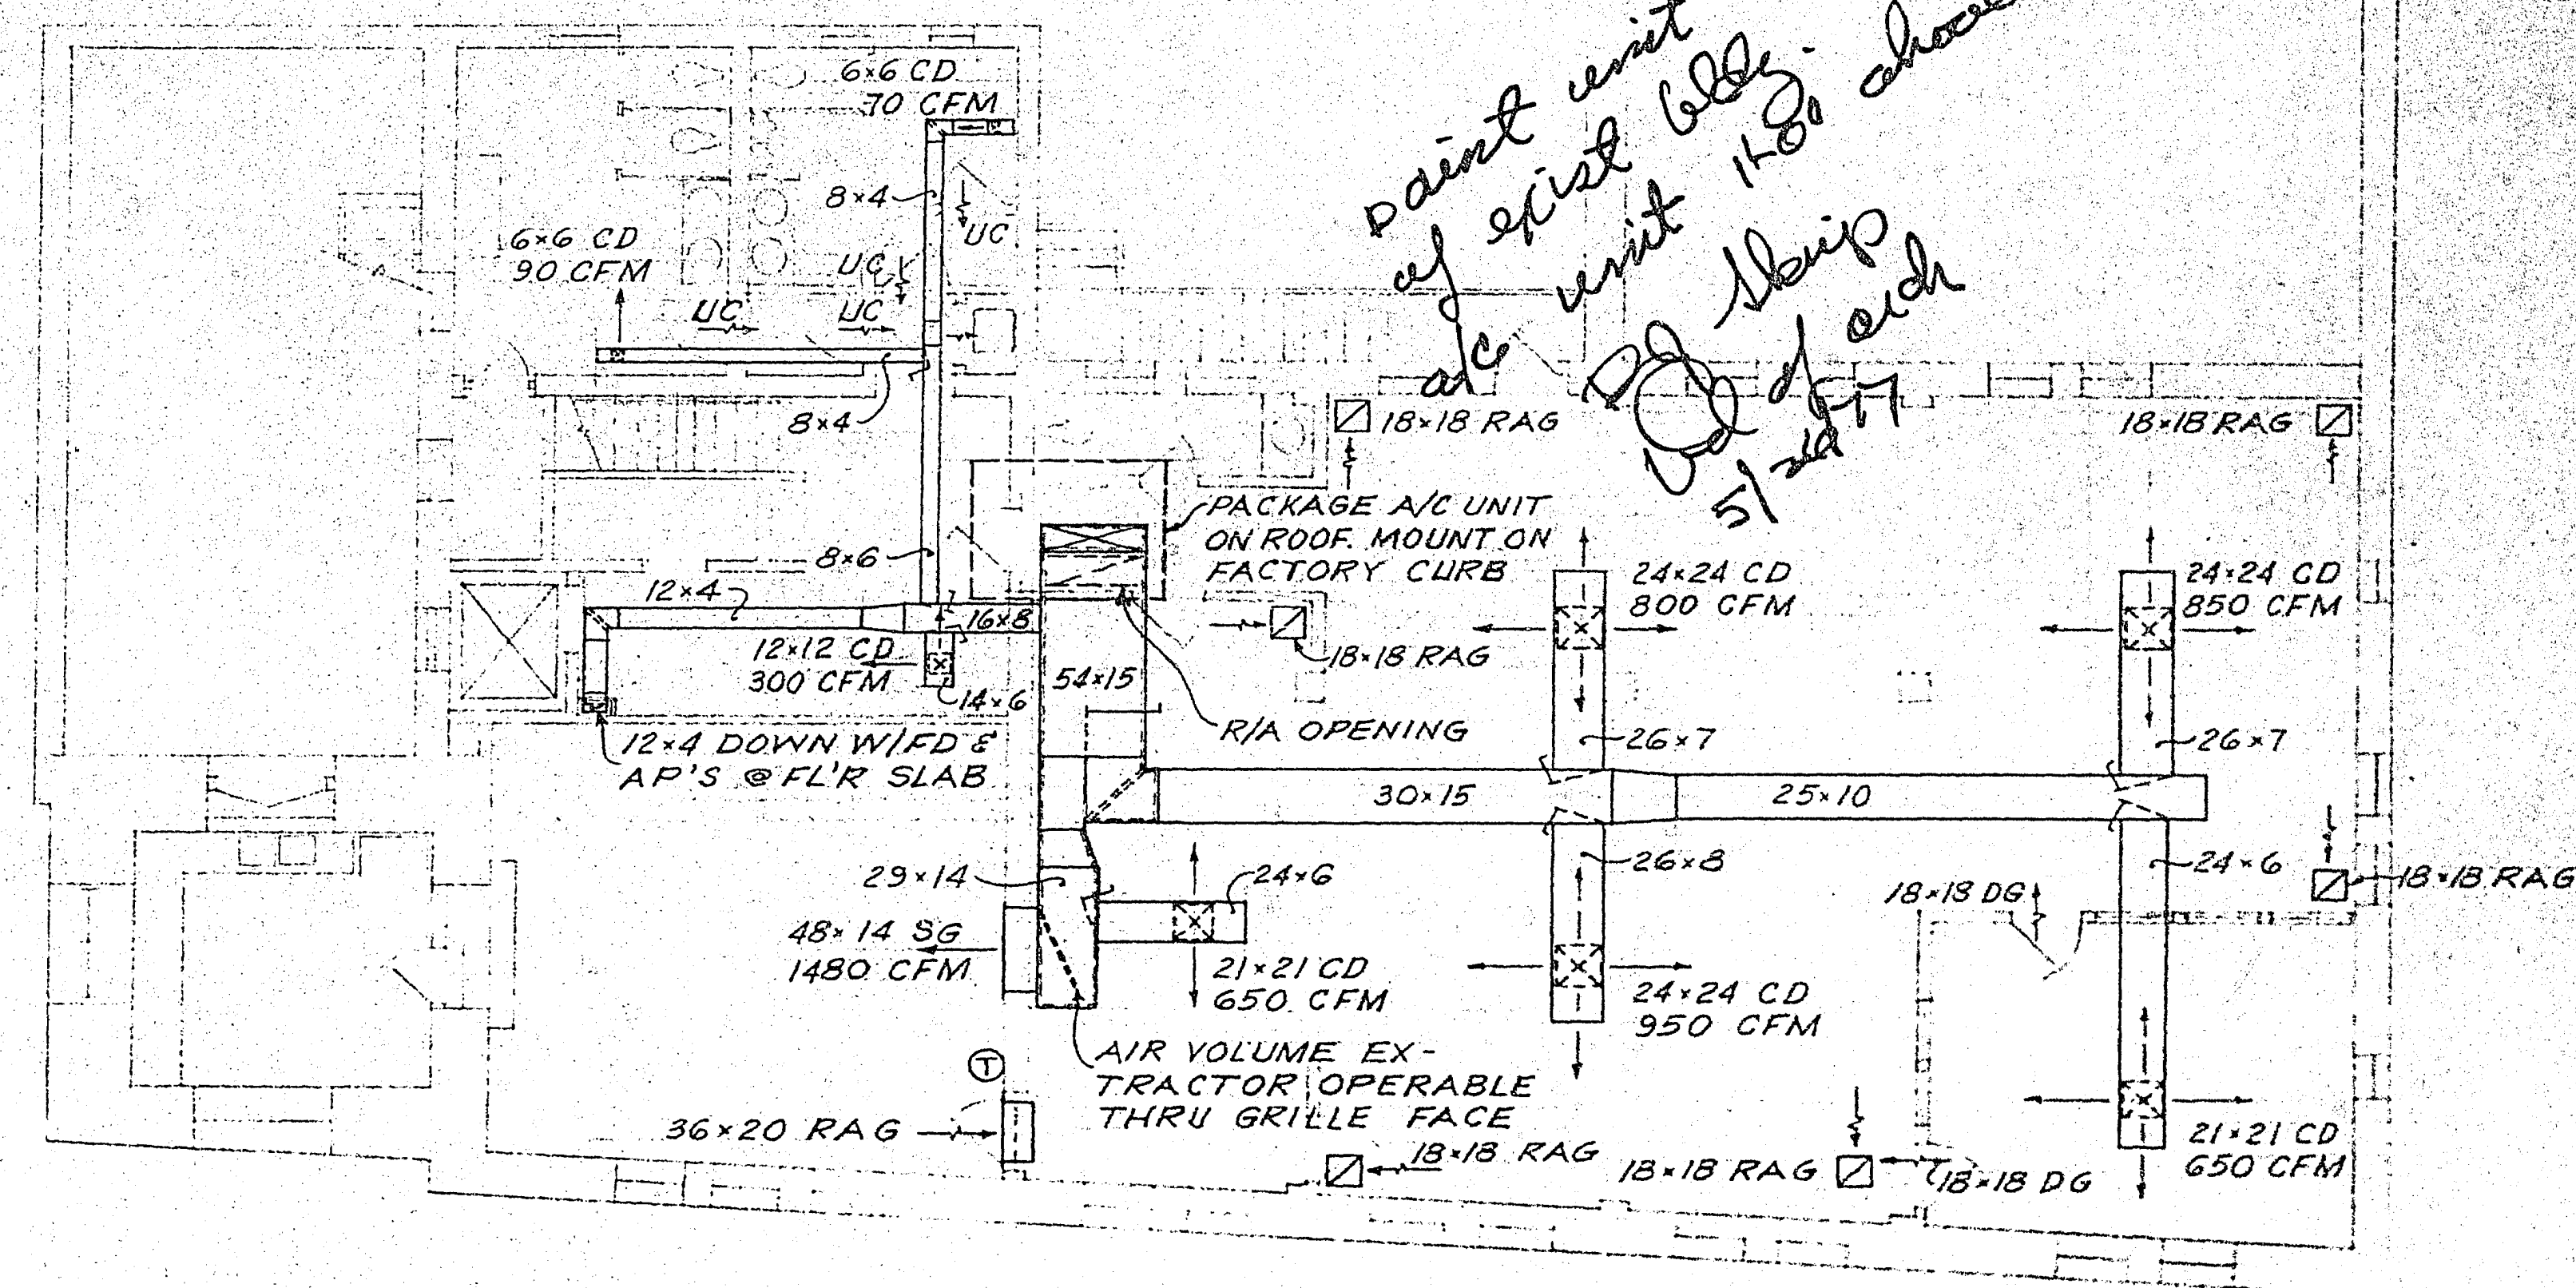 paint unit
of exist bldg.
a/c unit
Skip
of arch
6×6 CD
70 CFM
8×4
UC
6×6 CD
90 CFM
UC
UC
UC
8×4
18×18 RAG
18×18 RAG
PACKAGE A/C UNIT
ON ROOF. MOUNT ON
FACTORY CURB
8×6
12×4
16×8
24×24 CD
800 CFM
24×24 CD
850 CFM
12×12 CD
300 CFM
14×6
54×15
18×18 RAG
R/A OPENING
26×7
26×7
12×4 DOWN W/FD &
AP'S @ FL'R SLAB
30×15
25×10
29×14
24×6
26×8
24×6
18×18 DG
18×18 RAG
48×14 SG
1480 CFM
21×21 CD
650 CFM
24×24 CD
950 CFM
T
AIR VOLUME EX-
TRACTOR OPERABLE
THRU GRILLE FACE
36×20 RAG
18×18 RAG
18×18 RAG
18×18 DG
21×21 CD
650 CFM